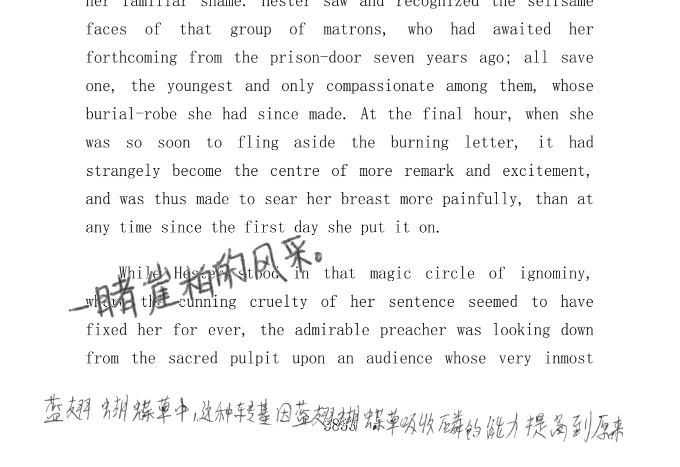 her familiar shame. Hester saw and recognized the selfsame
faces of that group of matrons, who had awaited her
forthcoming from the prison-door seven years ago; all save
one, the youngest and only compassionate among them, whose
burial-robe she had since made. At the final hour, when she
was so soon to fling aside the burning letter, it had
strangely become the centre of more remark and excitement,
and was thus made to sear her breast more painfully, than at
any time since the first day she put it on.
While Hester stood in that magic circle of ignominy,
一睹崖柏的风采。
where the cunning cruelty of her sentence seemed to have
fixed her for ever, the admirable preacher was looking down
from the sacred pulpit upon an audience whose very inmost
蓝翅蝴蝶草中,这种转基因蓝翅蝴蝶草吸收磷的能力提高到原来